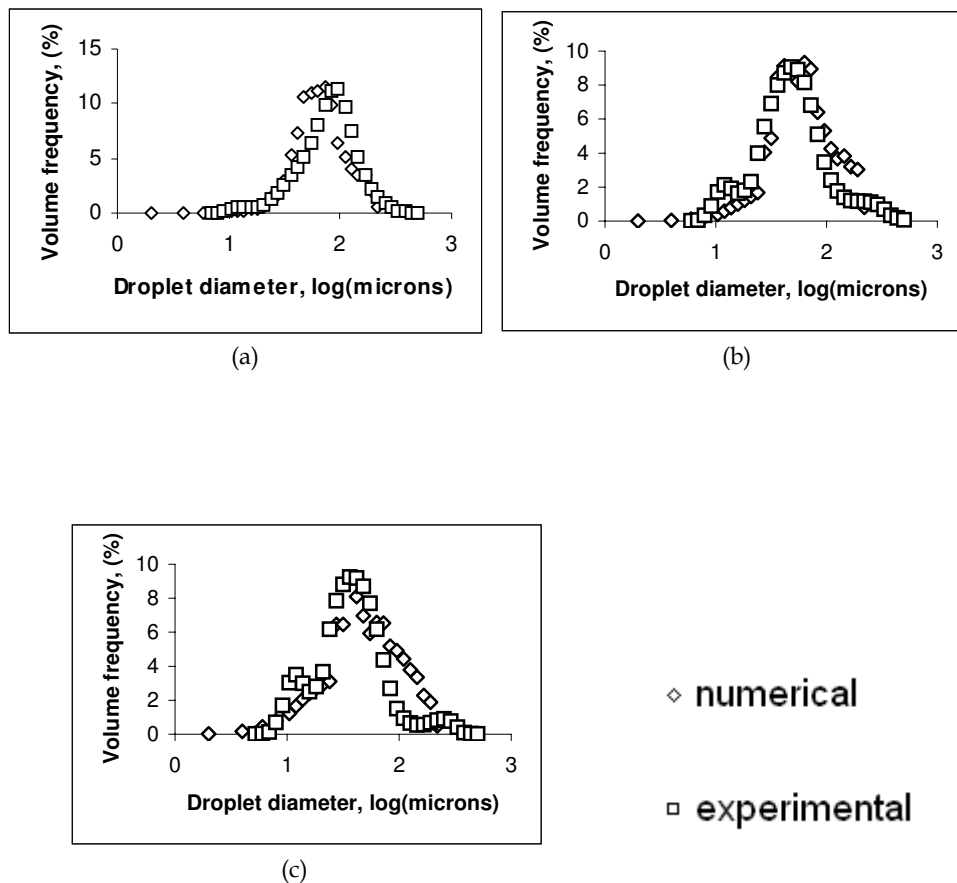 Volume frequency, (%)
15
10
5
0
0 1 2 3
Droplet diameter, log(microns)
(a)
Volume frequency, (%)
10
8
6
4
2
0
0 1 2 3
Droplet diameter, log(microns)
(b)
Volume frequency, (%)
10
8
6
4
2
0
0 1 2 3
Droplet diameter, log(microns)
(c)
numerical
experimental